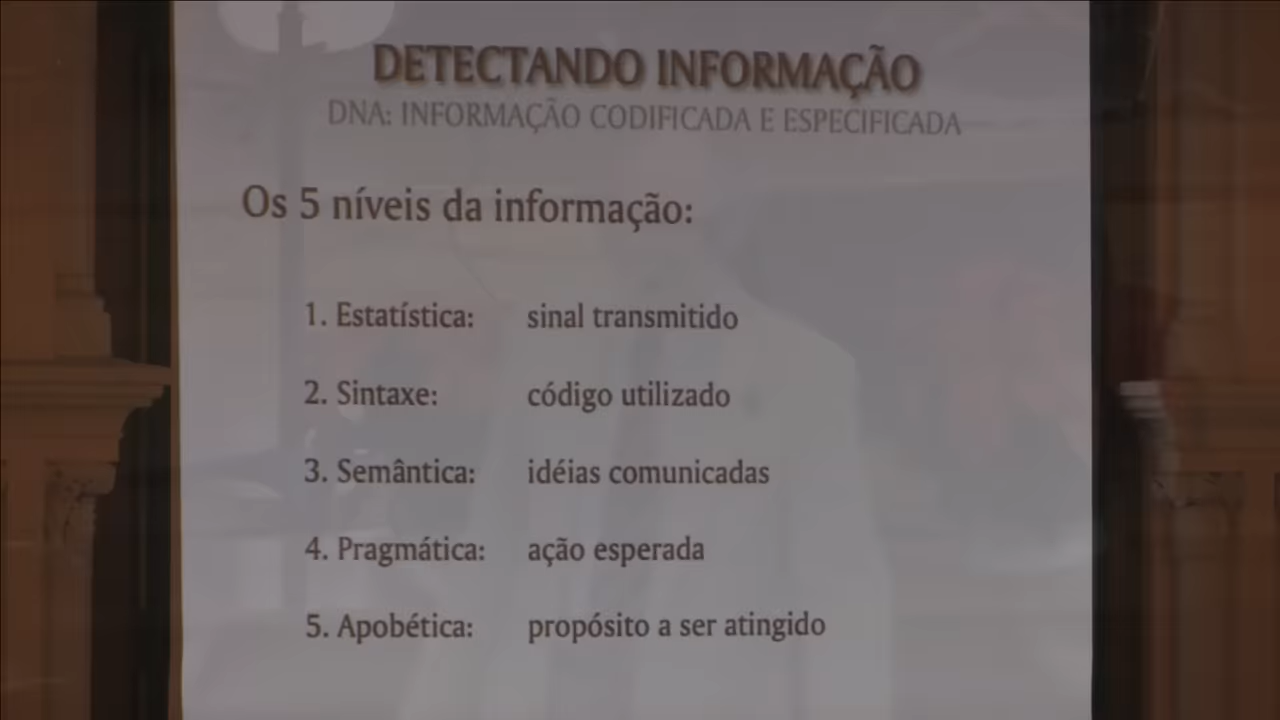 DETECTANDO INFORMAÇÃO
DNA: INFORMAÇÃO CODIFICADA E ESPECIFICADA
Os 5 níveis da informação:
1. Estatística: sinal transmitido
2. Sintaxe: código utilizado
3. Semântica: idéias comunicadas
4. Pragmática: ação esperada
5. Apobética: propósito a ser atingido